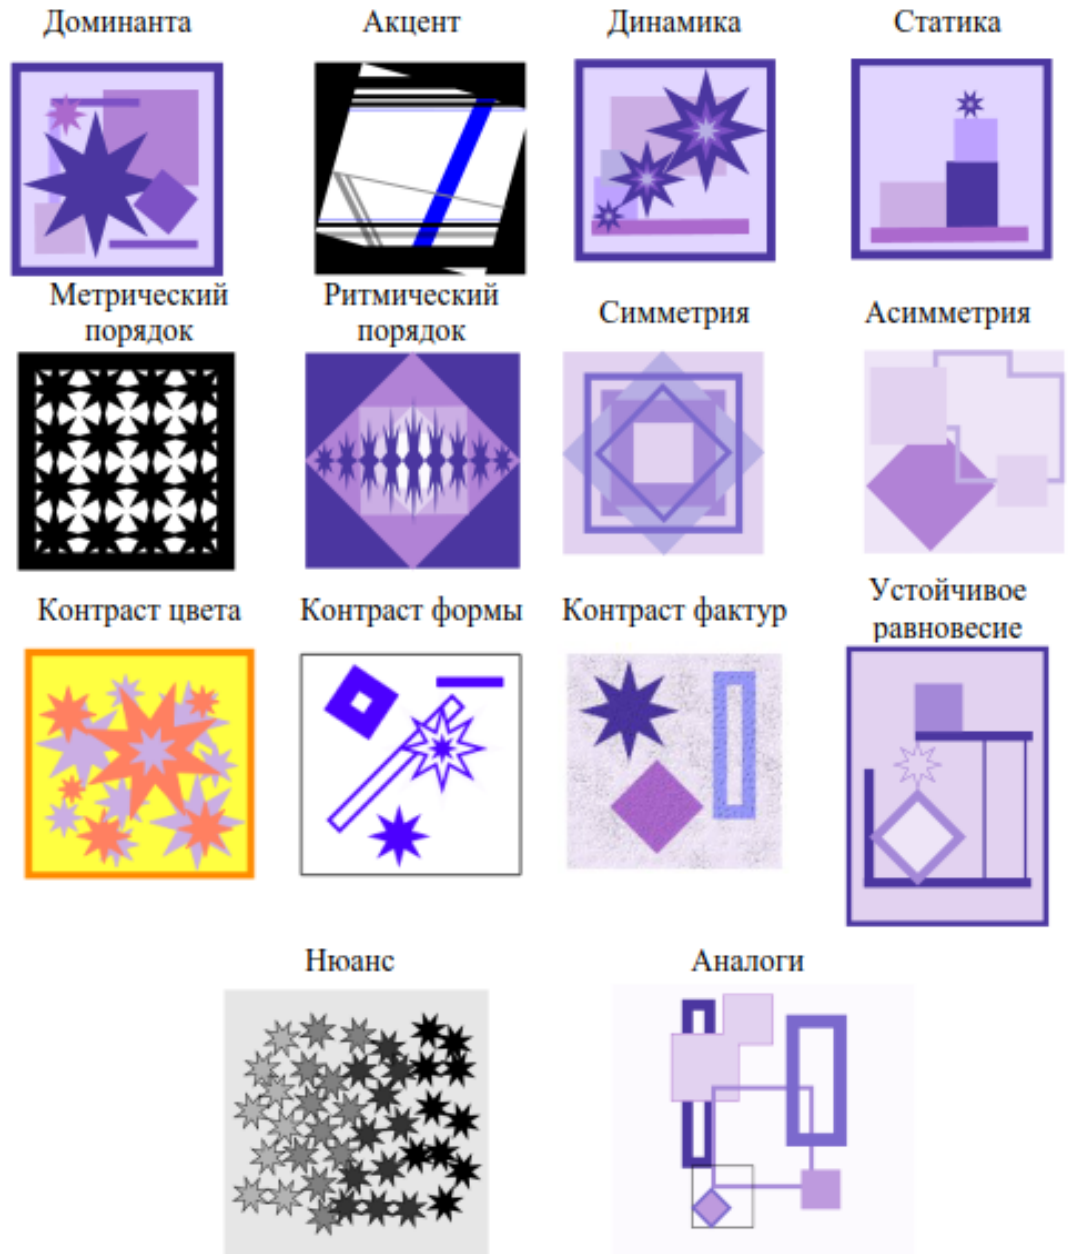 Доминанта
Акцент
Динамика
Статика
Метрический
порядок
Ритмический
порядок
Симметрия
Асимметрия
Контраст цвета
Контраст формы
Контраст фактур
Устойчивое
равновесие
Нюанс
Аналоги